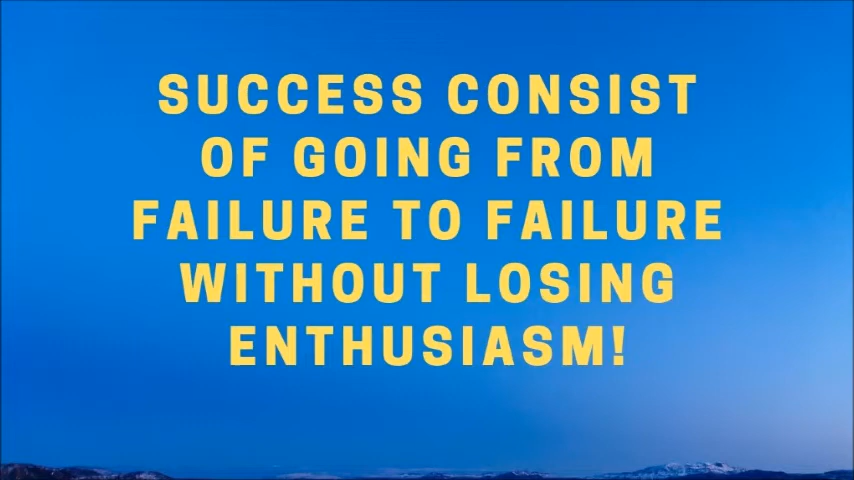 SUCCESS CONSIST
OF GOING FROM
FAILURE TO FAILURE
WITHOUT LOSING
ENTHUSIASM!